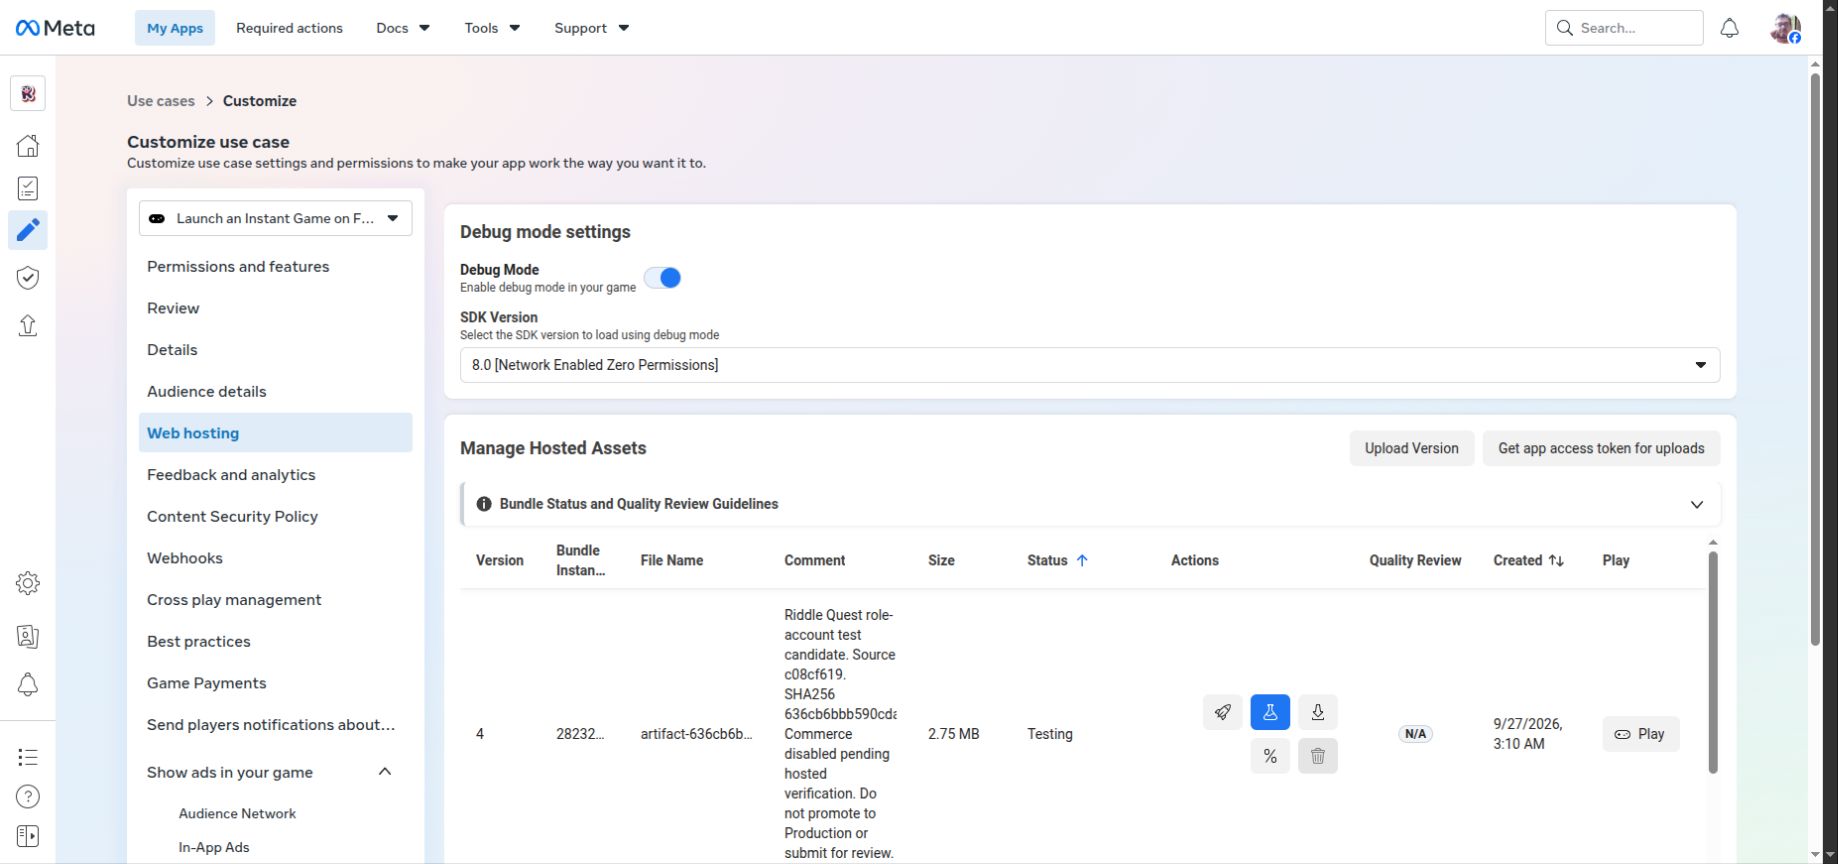 Meta
My Apps
Required actions
Docs
Tools
Support
Search...
Use cases > Customize
Customize use case
Customize use case settings and permissions to make your app work the way you want it to.
Launch an Instant Game on F...
Permissions and features
Review
Details
Audience details
Web hosting
Feedback and analytics
Content Security Policy
Webhooks
Cross play management
Best practices
Game Payments
Send players notifications about...
Show ads in your game
Audience Network
In-App Ads
Debug mode settings
Debug Mode
Enable debug mode in your game
SDK Version
Select the SDK version to load using debug mode
8.0 [Network Enabled Zero Permissions]
Manage Hosted Assets
Upload Version
Get app access token for uploads
Bundle Status and Quality Review Guidelines
Version
Bundle
Instan...
File Name
Comment
Size
Status
Actions
Quality Review
Created
Play
4
28232...
artifact-636cb6b...
Riddle Quest role-
account test
candidate. Source
c08cf619.
SHA256
636cb6bbb590cda
Commerce
disabled pending
hosted
verification. Do
not promote to
Production or
submit for review.
2.75 MB
Testing
%
N/A
9/27/2026,
3:10 AM
Play